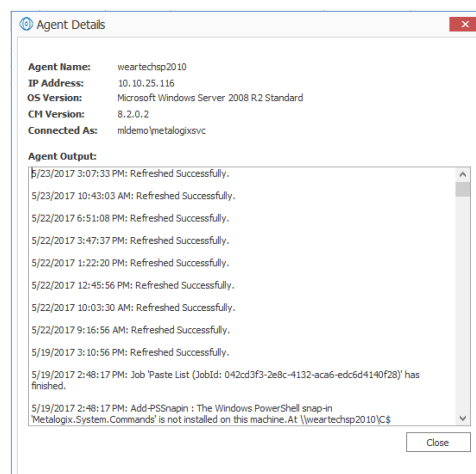 Agent Details
Agent Name: weartechsp2010
IP Address: 10.10.25.116
OS Version: Microsoft Windows Server 2008 R2 Standard
CM Version: 8.2.0.2
Connected As: mldemo\metalogixsvc
Agent Output:
5/23/2017 3:07:33 PM: Refreshed Successfully.
5/23/2017 10:43:03 AM: Refreshed Successfully.
5/22/2017 6:51:08 PM: Refreshed Successfully.
5/22/2017 3:47:37 PM: Refreshed Successfully.
5/22/2017 1:22:20 PM: Refreshed Successfully.
5/22/2017 12:45:56 PM: Refreshed Successfully.
5/22/2017 10:03:30 AM: Refreshed Successfully.
5/22/2017 9:16:56 AM: Refreshed Successfully.
5/19/2017 3:10:56 PM: Refreshed Successfully.
5/19/2017 2:48:17 PM: Job 'Paste List (JobId: 042cd3f3-2e8c-4132-aca6-edc6d4140f28)' has
finished.
5/19/2017 2:48:17 PM: Add-PSSnapin : The Windows PowerShell snap-in
'Metalogix.System.Commands' is not installed on this machine.At \\weartechsp2010\C$
Close